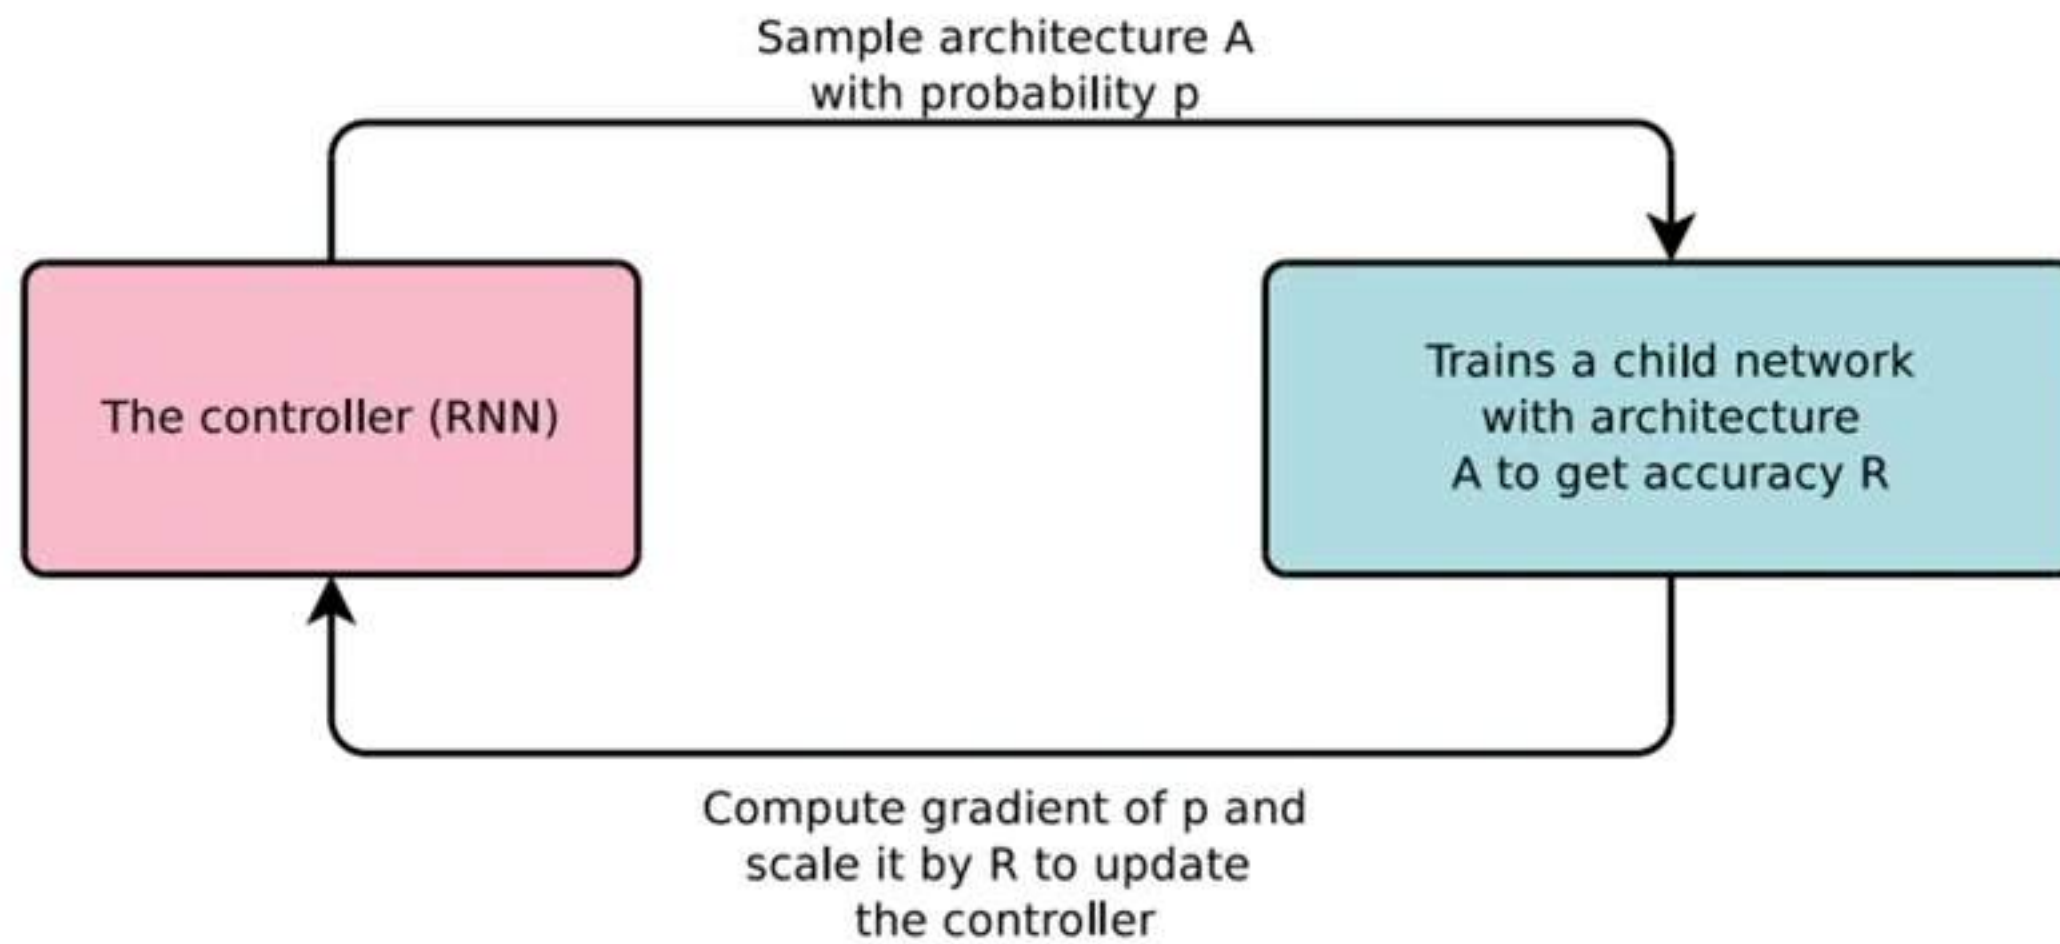 Sample architecture A
with probability p
The controller (RNN)
Trains a child network
with architecture
A to get accuracy R
Compute gradient of p and
scale it by R to update
the controller